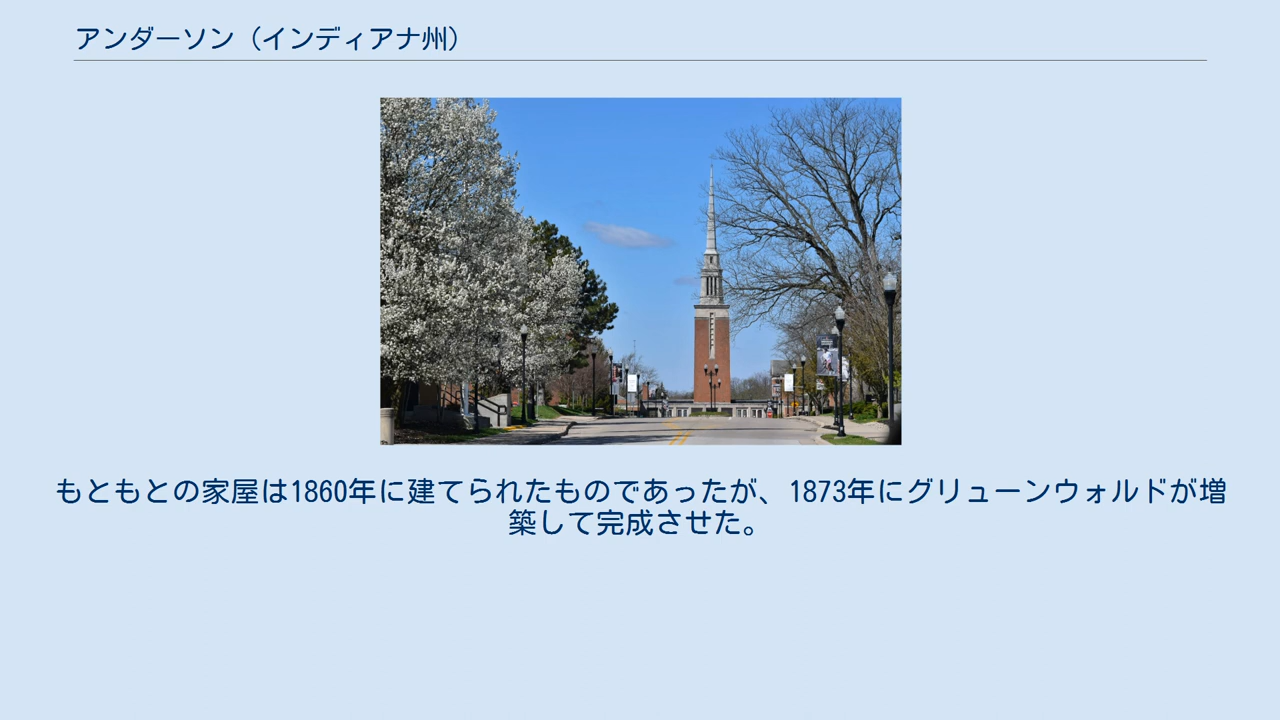 アンダーソン（インディアナ州）
もともとの家屋は1860年に建てられたものであったが、1873年にグリューンウォルドが増
築して完成させた。